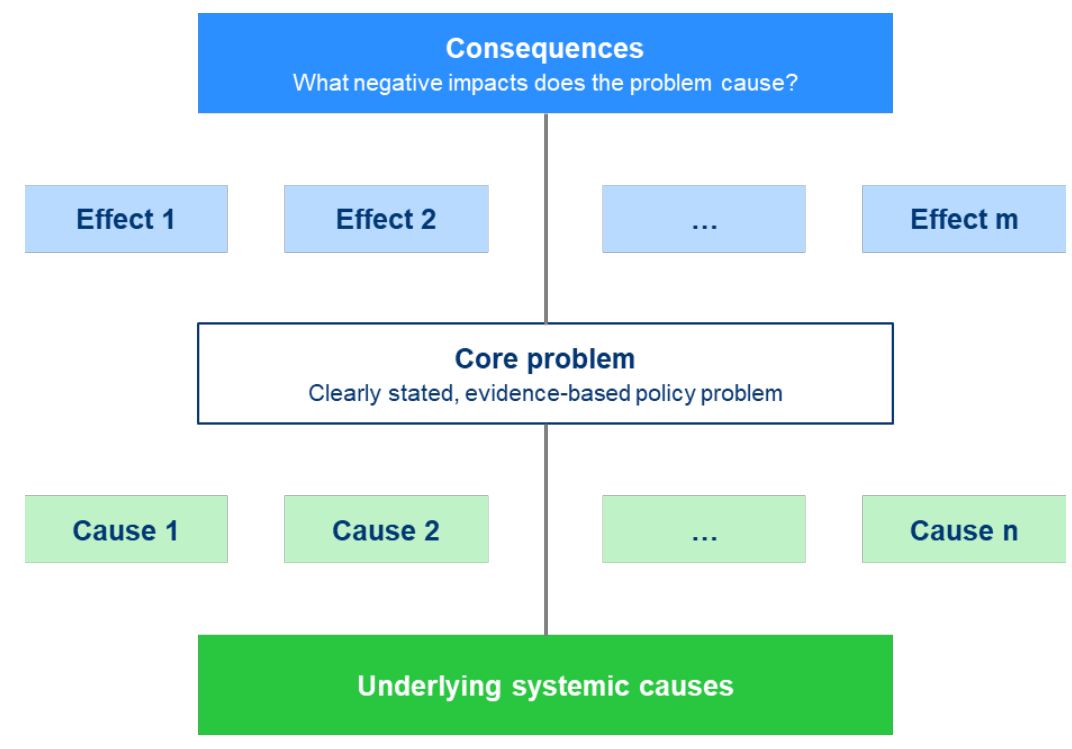 Consequences
What negative impacts does the problem cause?
Effect 1
Effect 2
...
Effect m
Core problem
Clearly stated, evidence-based policy problem
Cause 1
Cause 2
...
Cause n
Underlying systemic causes